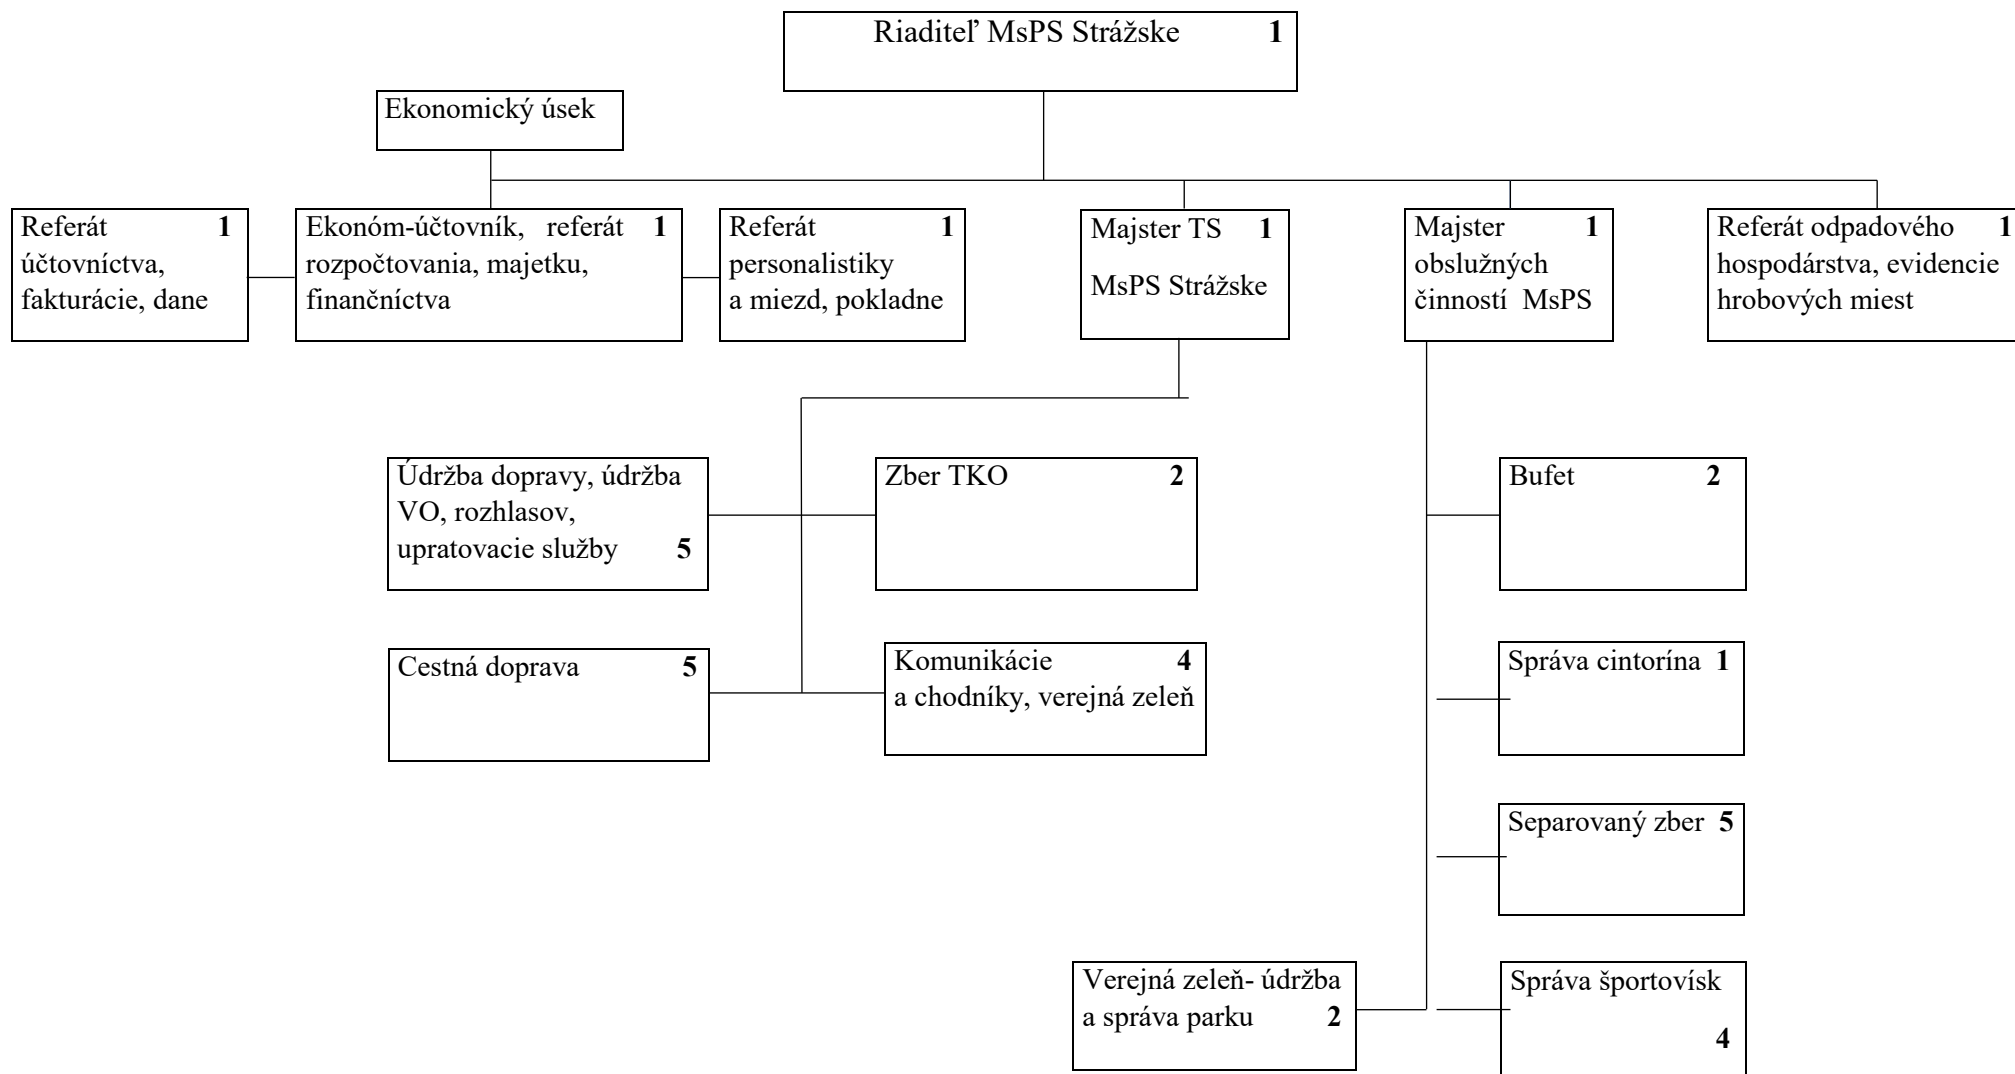 Riaditeľ MsPS Strážske 1
Ekonomický úsek
Referát 1
účtovníctva,
fakturácie, dane
Ekonóm-účtovník, referát 1
rozpočtovania, majetku,
finančníctva
Referát 1
personalistiky
a miezd, pokladne
Majster TS 1
MsPS Strážske
Majster 1
obslužných
činností MsPS
Referát odpadového 1
hospodárstva, evidencie
hrobových miest
Údržba dopravy, údržba
VO, rozhlasov,
upratovacie služby 5
Zber TKO 2
Bufet 2
Cestná doprava 5
Komunikácie 4
a chodníky, verejná zeleň
Správa cintorína 1
Separovaný zber 5
Verejná zeleň- údržba
a správa parku 2
Správa športovísk
4